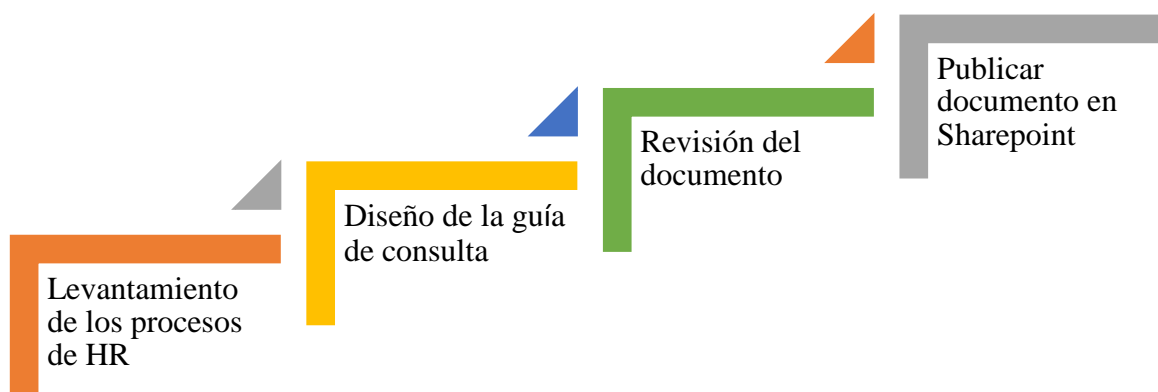 Levantamiento
de los procesos
de HR
Diseño de la guía
de consulta
Revisión del
documento
Publicar
documento en
Sharepoint